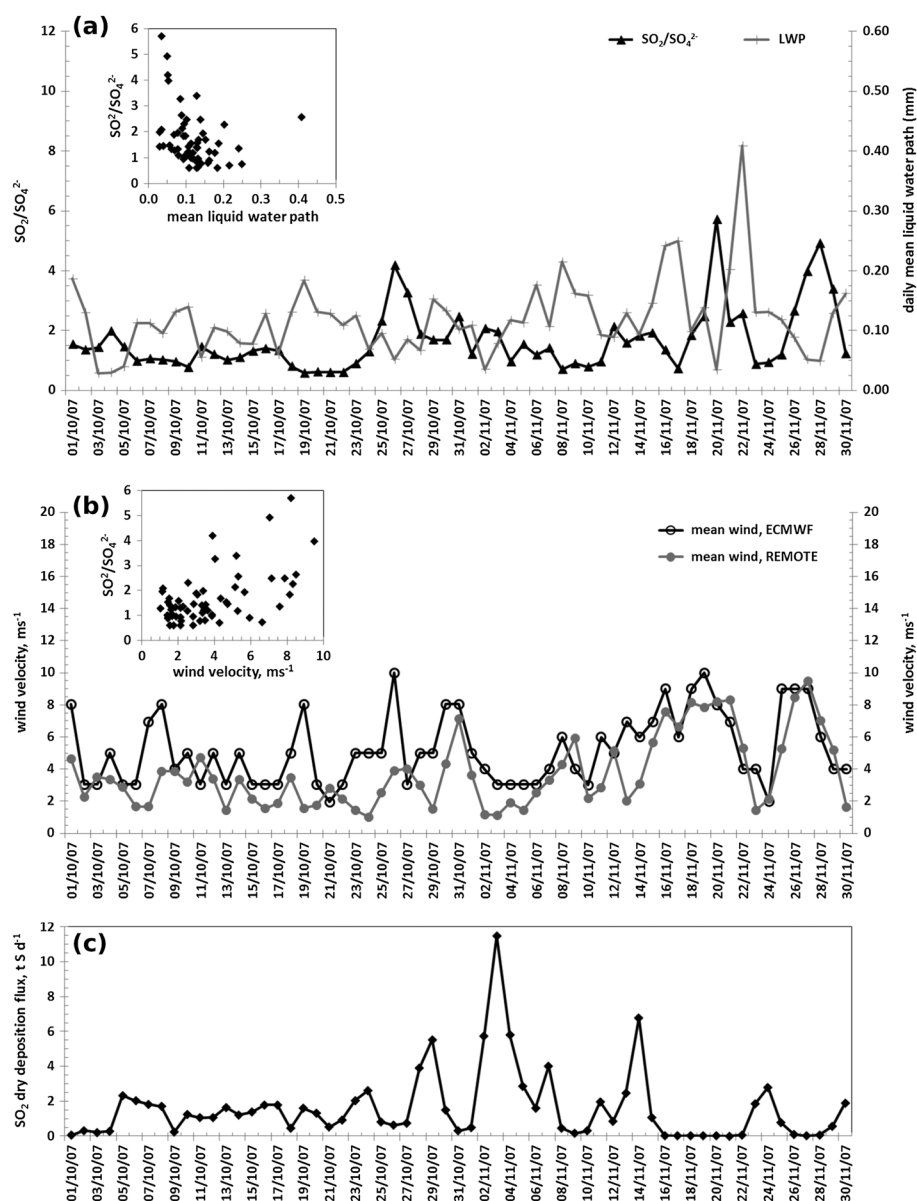 (a)
SO₂/SO₄²⁻
LWP
12
10
8
6
4
2
0
SO₂/SO₄²⁻
0.60
0.50
0.40
0.30
0.20
0.10
0.00
daily mean liquid water path (mm)
6
5
4
3
2
1
0
SO²/SO₄²⁻
0.0 0.1 0.2 0.3 0.4 0.5
mean liquid water path
01/10/07 03/10/07 05/10/07 07/10/07 09/10/07 11/10/07 13/10/07 15/10/07 17/10/07 19/10/07 21/10/07 23/10/07 25/10/07 27/10/07 29/10/07 31/10/07 02/11/07 04/11/07 06/11/07 08/11/07 10/11/07 12/11/07 14/11/07 16/11/07 18/11/07 20/11/07 22/11/07 24/11/07 26/11/07 28/11/07 30/11/07
(b)
mean wind, ECMWF
mean wind, REMOTE
20
18
16
14
12
10
8
6
4
2
0
wind velocity, ms⁻¹
20
18
16
14
12
10
8
6
4
2
0
wind velocity, ms⁻¹
6
5
4
3
2
1
0
SO²/SO₄²⁻
0 2 4 6 8 10
wind velocity, ms⁻¹
01/10/07 03/10/07 05/10/07 07/10/07 09/10/07 11/10/07 13/10/07 15/10/07 17/10/07 19/10/07 21/10/07 23/10/07 25/10/07 27/10/07 29/10/07 31/10/07 02/11/07 04/11/07 06/11/07 08/11/07 10/11/07 12/11/07 14/11/07 16/11/07 18/11/07 20/11/07 22/11/07 24/11/07 26/11/07 28/11/07 30/11/07
(c)
12
10
8
6
4
2
0
SO₂ dry deposition flux, t S d⁻¹
01/10/07 03/10/07 05/10/07 07/10/07 09/10/07 11/10/07 13/10/07 15/10/07 17/10/07 19/10/07 21/10/07 23/10/07 25/10/07 27/10/07 29/10/07 31/10/07 02/11/07 04/11/07 06/11/07 08/11/07 10/11/07 12/11/07 14/11/07 16/11/07 18/11/07 20/11/07 22/11/07 24/11/07 26/11/07 28/11/07 30/11/07